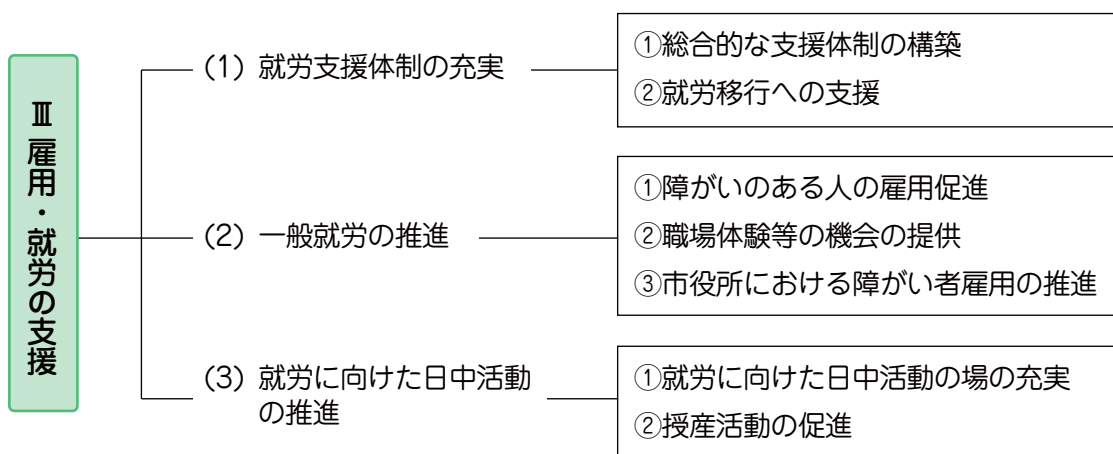 Ⅲ 雇用・就労の支援
(1) 就労支援体制の充実
①総合的な支援体制の構築
②就労移行への支援
(2) 一般就労の推進
①障がいのある人の雇用促進
②職場体験等の機会の提供
③市役所における障がい者雇用の推進
(3) 就労に向けた日中活動
の推進
①就労に向けた日中活動の場の充実
②授産活動の促進